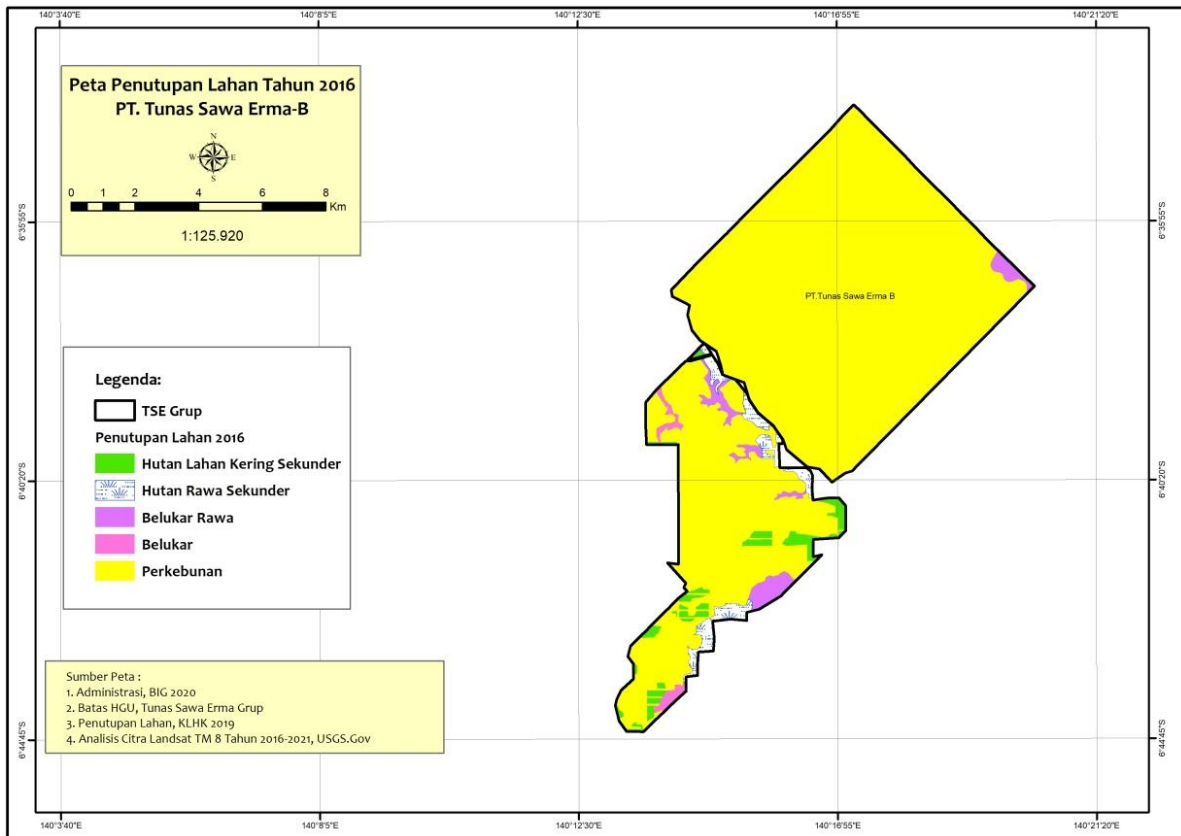 140°3'40"E 140°8'5"E 140°12'30"E 140°16'55"E 140°21'20"E
Peta Penutupan Lahan Tahun 2016
PT. Tunas Sawa Erma-B
N
W E
S
0 1 2 4 6 8
Km
1:125.920
6°35'55"S 6°35'55"S
PT.Tunas Sawa Erma B
Legenda:
TSE Grup
Penutupan Lahan 2016
Hutan Lahan Kering Sekunder
Hutan Rawa Sekunder
Belukar Rawa
Belukar
Perkebunan
6°40'20"S 6°40'20"S
Sumber Peta :
1. Administrasi, BIG 2020
2. Batas HGU, Tunas Sawa Erma Grup
3. Penutupan Lahan, KLHK 2019
4. Analisis Citra Landsat TM 8 Tahun 2016-2021, USGS.Gov
6°44'45"S 6°44'45"S
140°3'40"E 140°8'5"E 140°12'30"E 140°16'55"E 140°21'20"E